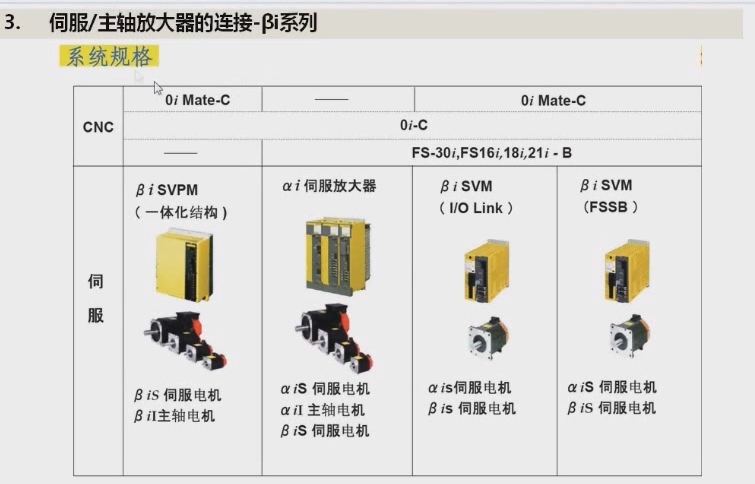 3. 伺服/主轴放大器的连接-βi系列
系统规格
0i Mate-C —— 0i Mate-C
CNC
0i-C
—— FS-30i,FS16i,18i,21i - B
βi SVPM
（一体化结构）
αi 伺服放大器
βi SVM
（I/O Link）
βi SVM
（FSSB）
伺
服
βiS 伺服电机
βiI主轴电机
αiS 伺服电机
αiI 主轴电机
βiS 伺服电机
αis伺服电机
βis 伺服电机
αiS 伺服电机
βiS 伺服电机